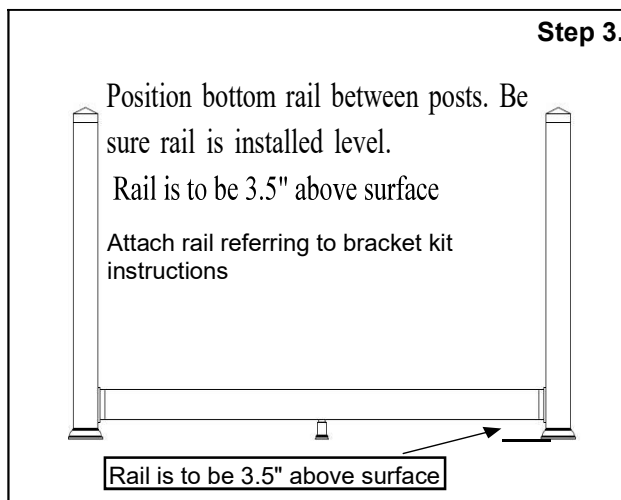 Step 3.
Position bottom rail between posts. Be
sure rail is installed level.
Rail is to be 3.5" above surface
Attach rail referring to bracket kit
instructions
Rail is to be 3.5" above surface